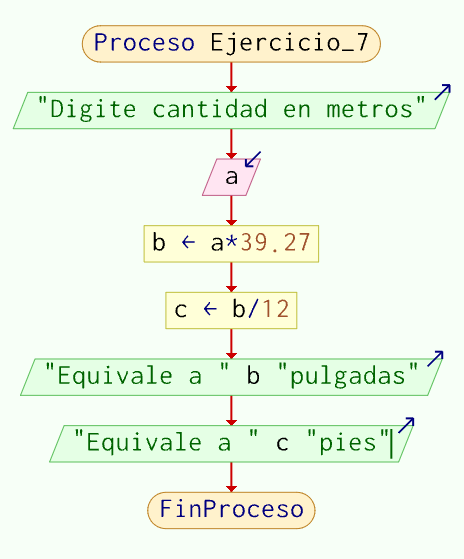 Proceso Ejercicio_7
"Digite cantidad en metros"
a
b ← a*39.27
c ← b/12
"Equivale a " b "pulgadas"
"Equivale a " c "pies"
FinProceso